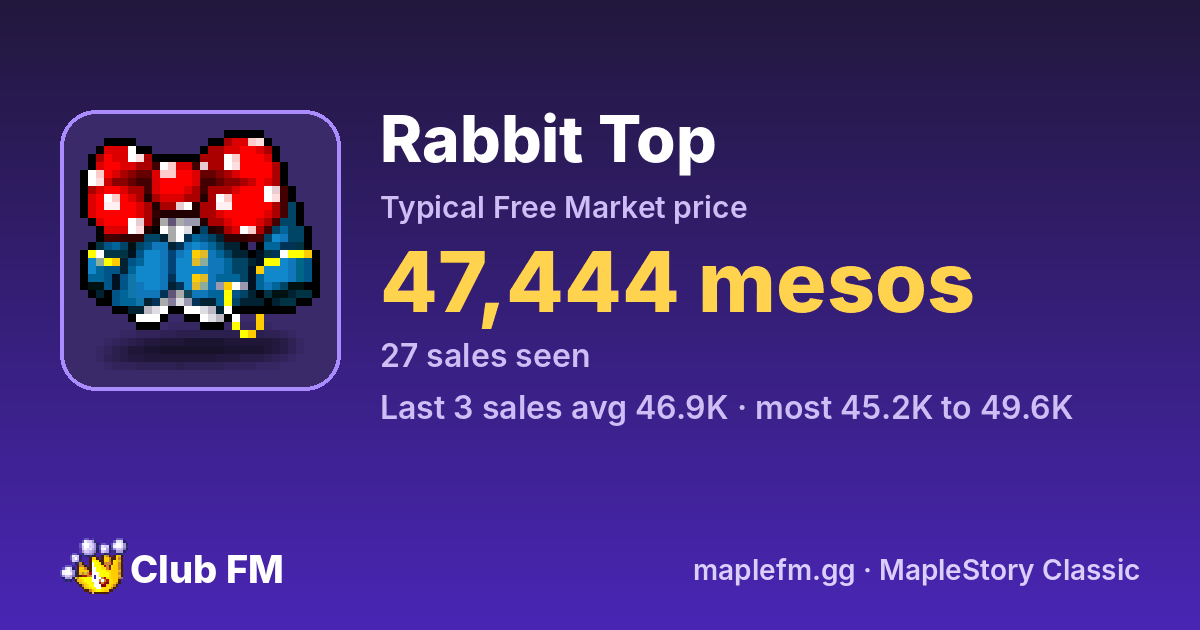 Rabbit Top
Typical Free Market price
47,444 mesos
27 sales seen
Last 3 sales avg 46.9K · most 45.2K to 49.6K
Club FM
maplefm.gg · MapleStory Classic